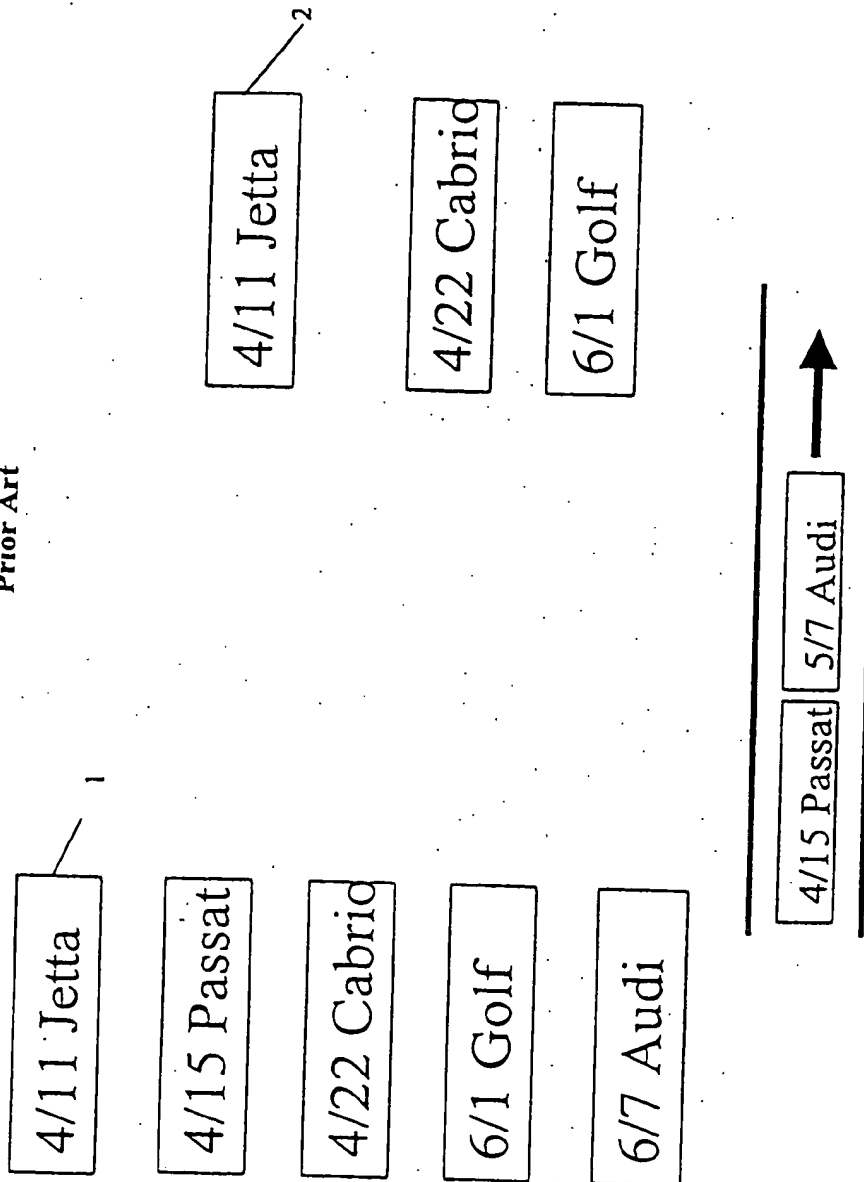 Prior Art
1
2
4/11 Jetta
4/15 Passat
4/22 Cabrio
6/1 Golf
6/7 Audi
4/11 Jetta
4/22 Cabrio
6/1 Golf
4/15 Passat
5/7 Audi